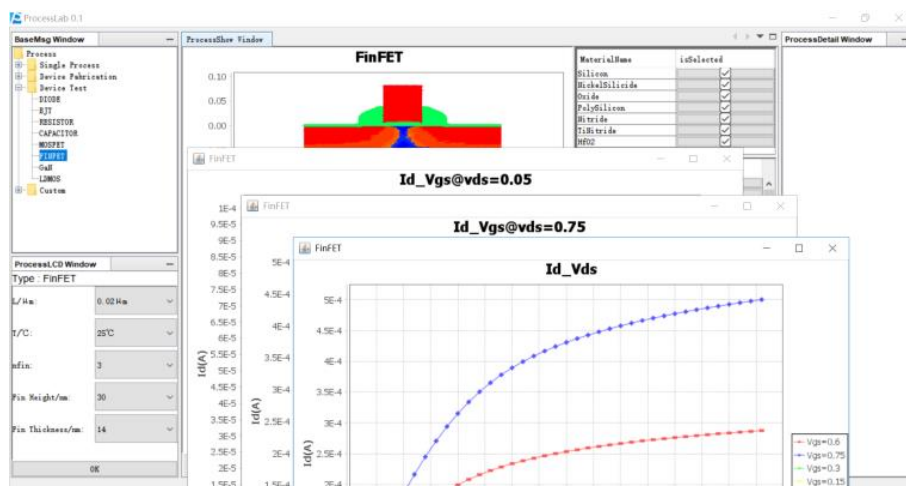 ProcessLab 0.1
BaseMsg Window
Process
Single Process
Device Fabrication
Device Test
DIODE
BJT
RESISTOR
CAPACITOR
MOSFET
FINFET
GaN
LDMOS
Custom
ProcessShow Window
FinFET
0.10
0.05
0.00
MaterialName isSelected
Silicon
NickelSilicide
Oxide
PolySilicon
Nitride
TiNitride
HfO2
ProcessDetail Window
ProcessLCD Window
Type : FinFET
L/um: 0.02um
T/C: 25℃
nfin: 3
Fin Height/nm: 30
Fin Thickness/nm: 14
OK
FinFET
Id_Vgs@vds=0.05
1E-4
9.5E-5
9E-5
8.5E-5
8E-5
7.5E-5
7E-5
6.5E-5
6E-5
5.5E-5
5E-5
4.5E-5
4E-5
3.5E-5
3E-5
2.5E-5
2E-5
1.5E-5
Id(A)
FinFET
Id_Vgs@vds=0.75
5E-4
4.5E-4
4E-4
3.5E-4
3E-4
2.5E-4
2E-4
1.5E-4
Id(A)
FinFET
Id_Vds
5E-4
4.5E-4
4E-4
3.5E-4
3E-4
2.5E-4
2E-4
Id(A)
Vgs=0.6
Vgs=0.75
Vgs=0.3
Vgs=0.15